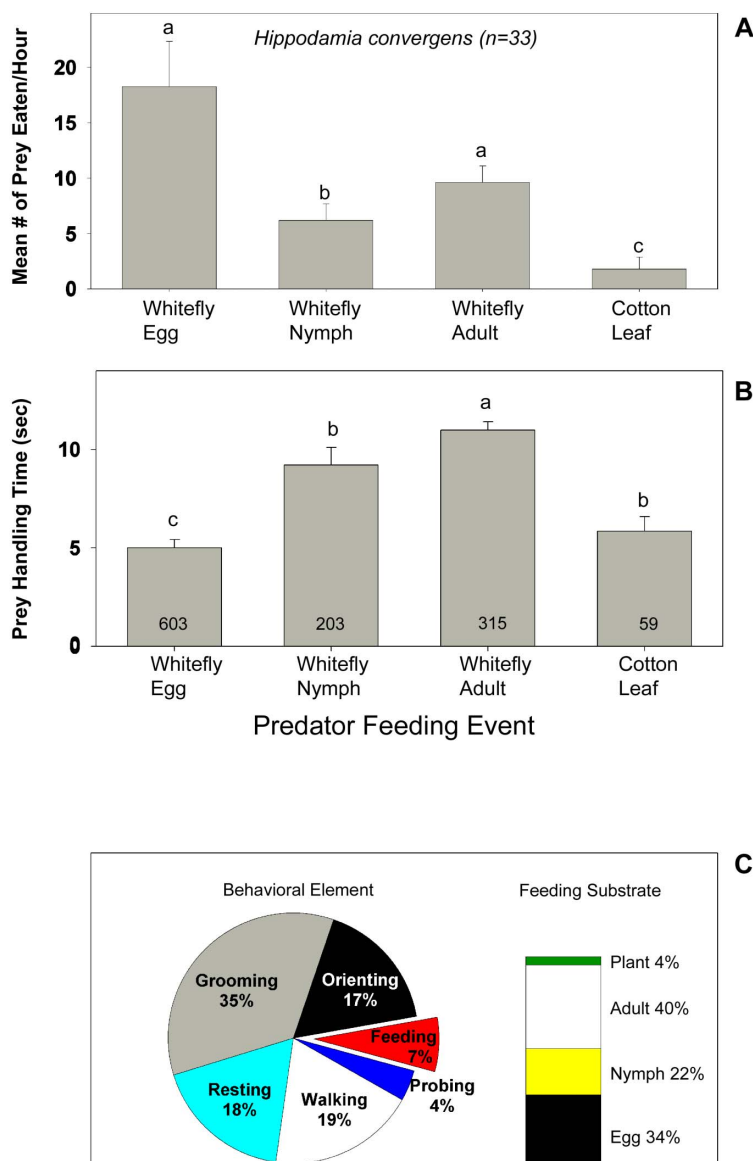 A
Hippodamia convergens (n=33)
Mean # of Prey Eaten/Hour
20
15
10
5
0
a
b
a
c
Whitefly Egg
Whitefly Nymph
Whitefly Adult
Cotton Leaf
B
Prey Handling Time (sec)
10
5
0
c
b
a
b
603
203
315
59
Whitefly Egg
Whitefly Nymph
Whitefly Adult
Cotton Leaf
Predator Feeding Event
C
Behavioral Element
Grooming
35%
Orienting
17%
Feeding
7%
Probing
4%
Walking
19%
Resting
18%
Feeding Substrate
Plant 4%
Adult 40%
Nymph 22%
Egg 34%